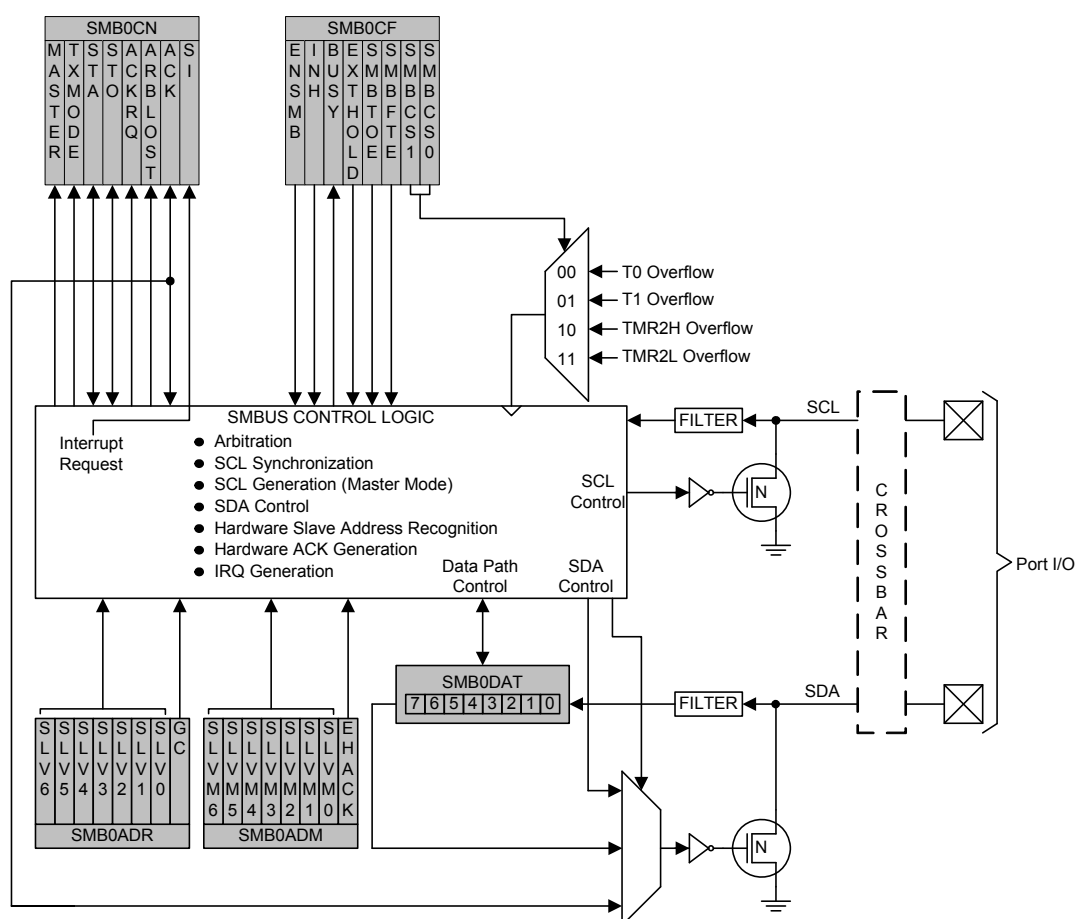 SMB0CN
MASTER
TXMODE
STA
STO
ACKRQ
ARBLOST
ACK
SI
SMB0CF
ENSMB
INH
BUSY
EXTHOLD
SMBTOE
SMBFTE
SMBCS1
SMBCS0
00
T0 Overflow
01
T1 Overflow
10
TMR2H Overflow
11
TMR2L Overflow
SMBUS CONTROL LOGIC
Interrupt
Request
● Arbitration
● SCL Synchronization
● SCL Generation (Master Mode)
● SDA Control
● Hardware Slave Address Recognition
● Hardware ACK Generation
● IRQ Generation
SCL
Control
Data Path
Control
SDA
Control
FILTER
SCL
N
CROSSBAR
Port I/O
SMB0DAT
7 6 5 4 3 2 1 0
FILTER
SDA
N
SLV6
SLV5
SLV4
SLV3
SLV2
SLV1
SLV0
GC
SMB0ADR
SLVM6
SLVM5
SLVM4
SLVM3
SLVM2
SLVM1
SLVM0
EHACK
SMB0ADM